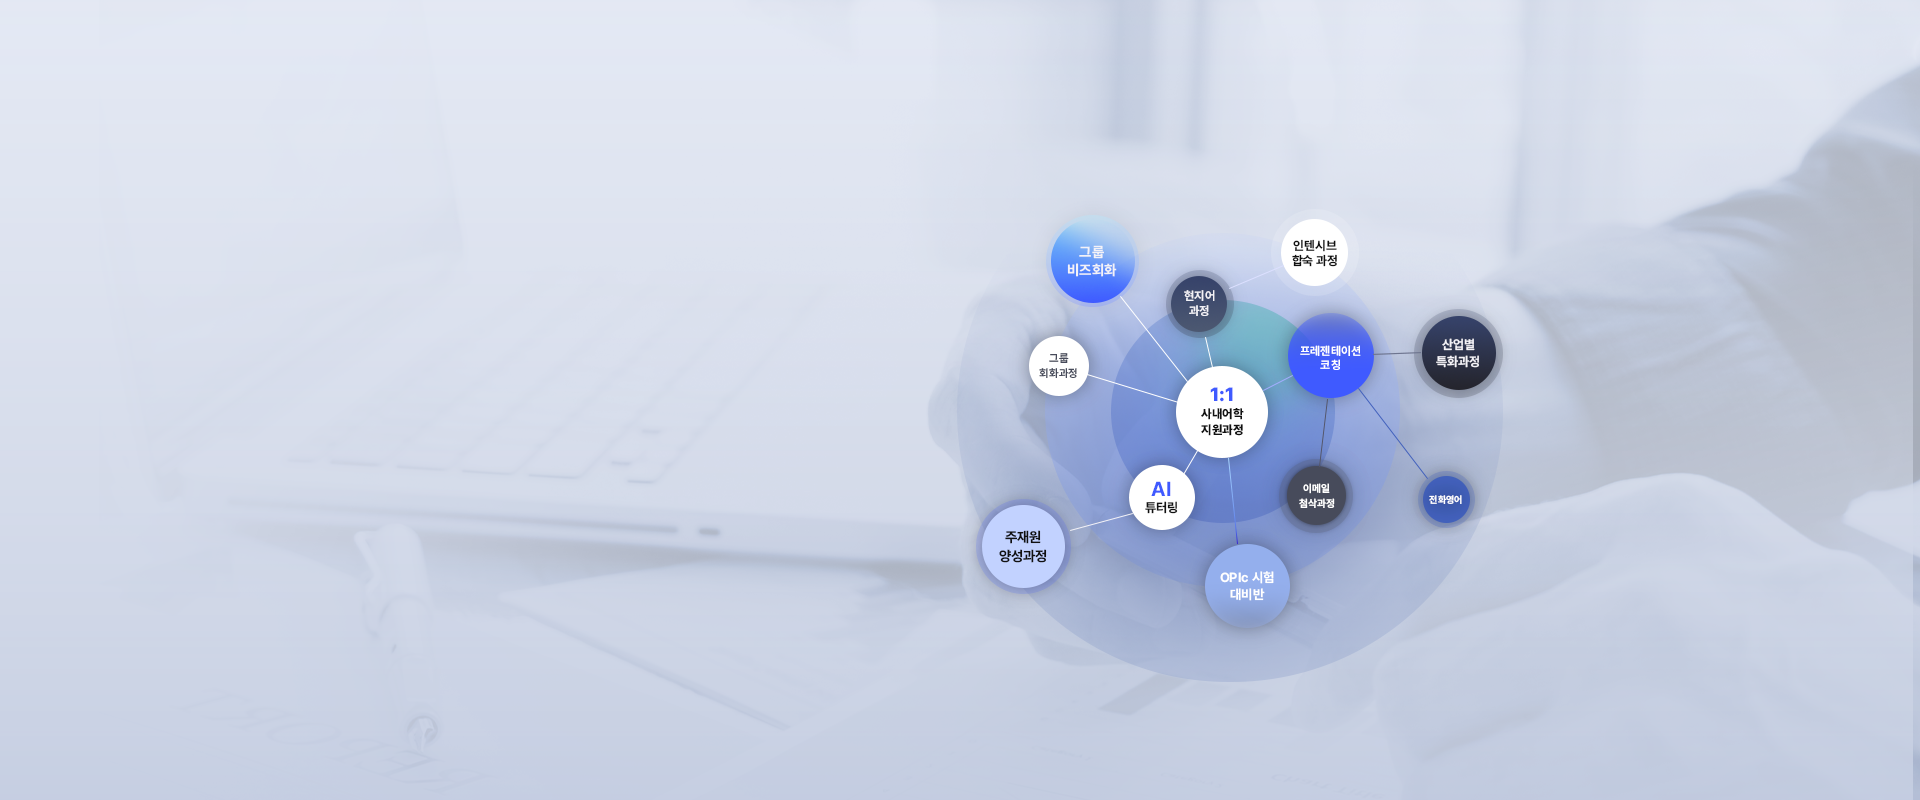 그룹
비즈회화
인텐시브
합숙 과정
현지어
과정
프레젠테이션
코칭
산업별
특화과정
그룹
회화과정
1:1
사내어학
지원과정
AI
튜터링
이메일
첨삭과정
전화영어
주재원
양성과정
OPIc 시험
대비반